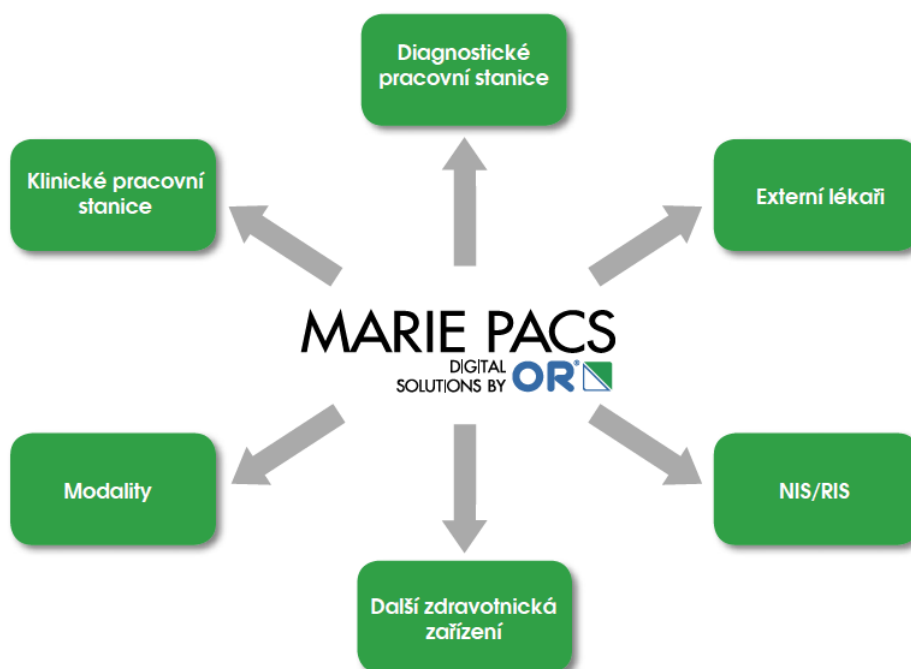 Diagnostické
pracovní stanice
Klinické pracovní
stanice
Externí lékaři
MARIE PACS
DIGITAL
SOLUTIONS BY OR®
Modality
NIS/RIS
Další zdravotnická
zařízení